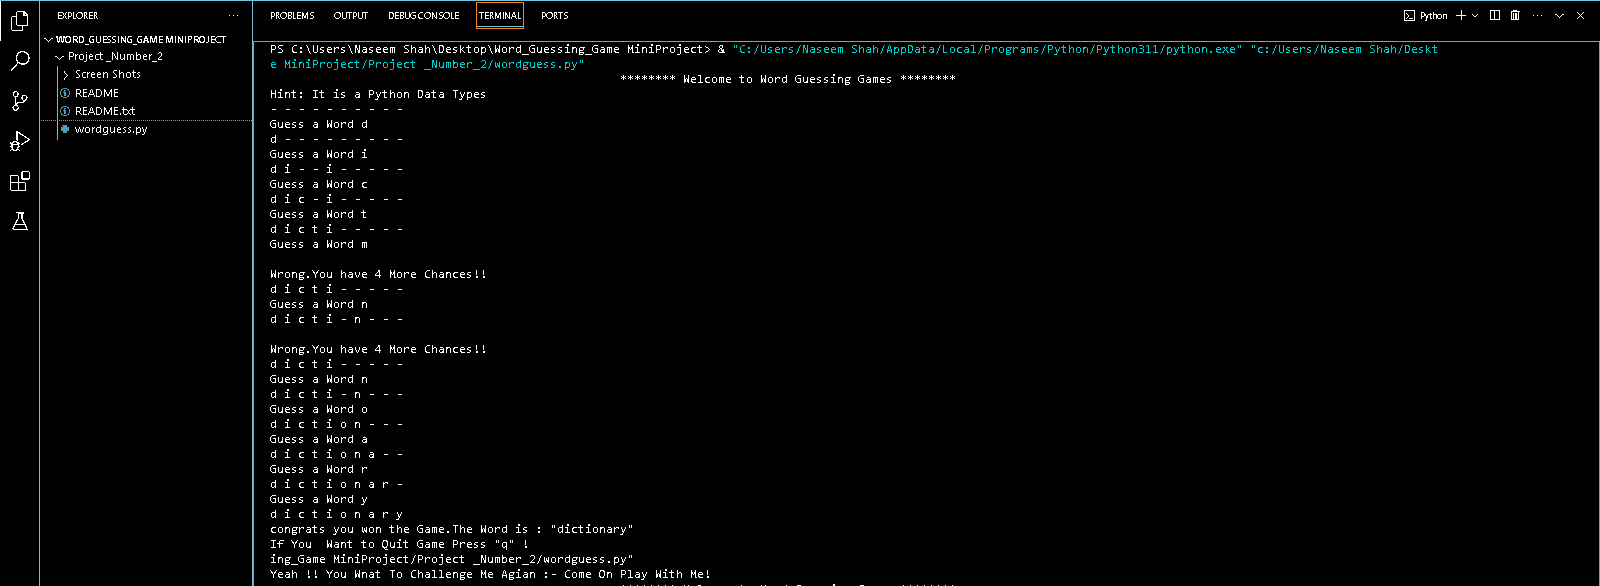 EXPLORER
WORD_GUESSING_GAME MINIPROJECT
Project _Number_2
Screen Shots
README
README.txt
wordguess.py
PROBLEMS OUTPUT DEBUG CONSOLE TERMINAL PORTS
Python
PS C:\Users\Naseem Shah\Desktop\Word_Guessing_Game MiniProject> & "C:/Users/Naseem Shah/AppData/Local/Programs/Python/Python311/python.exe" "c:/Users/Naseem Shah/Deskt
e MiniProject/Project _Number_2/wordguess.py"
******** Welcome to Word Guessing Games ********
Hint: It is a Python Data Types
- - - - - - - - - -
Guess a Word d
d - - - - - - - - -
Guess a Word i
d i - - i - - - - -
Guess a Word c
d i c - i - - - - -
Guess a Word t
d i c t i - - - - -
Guess a Word m
Wrong.You have 4 More Chances!!
d i c t i - - - - -
Guess a Word n
d i c t i - n - - -
Wrong.You have 4 More Chances!!
d i c t i - - - - -
Guess a Word n
d i c t i - n - - -
Guess a Word o
d i c t i o n - - -
Guess a Word a
d i c t i o n a - -
Guess a Word r
d i c t i o n a r -
Guess a Word y
d i c t i o n a r y
congrats you won the Game.The Word is : "dictionary"
If You  Want to Quit Game Press "q" !
ing_Game MiniProject/Project _Number_2/wordguess.py"
Yeah !! You Wnat To Challenge Me Agian :- Come On Play With Me!